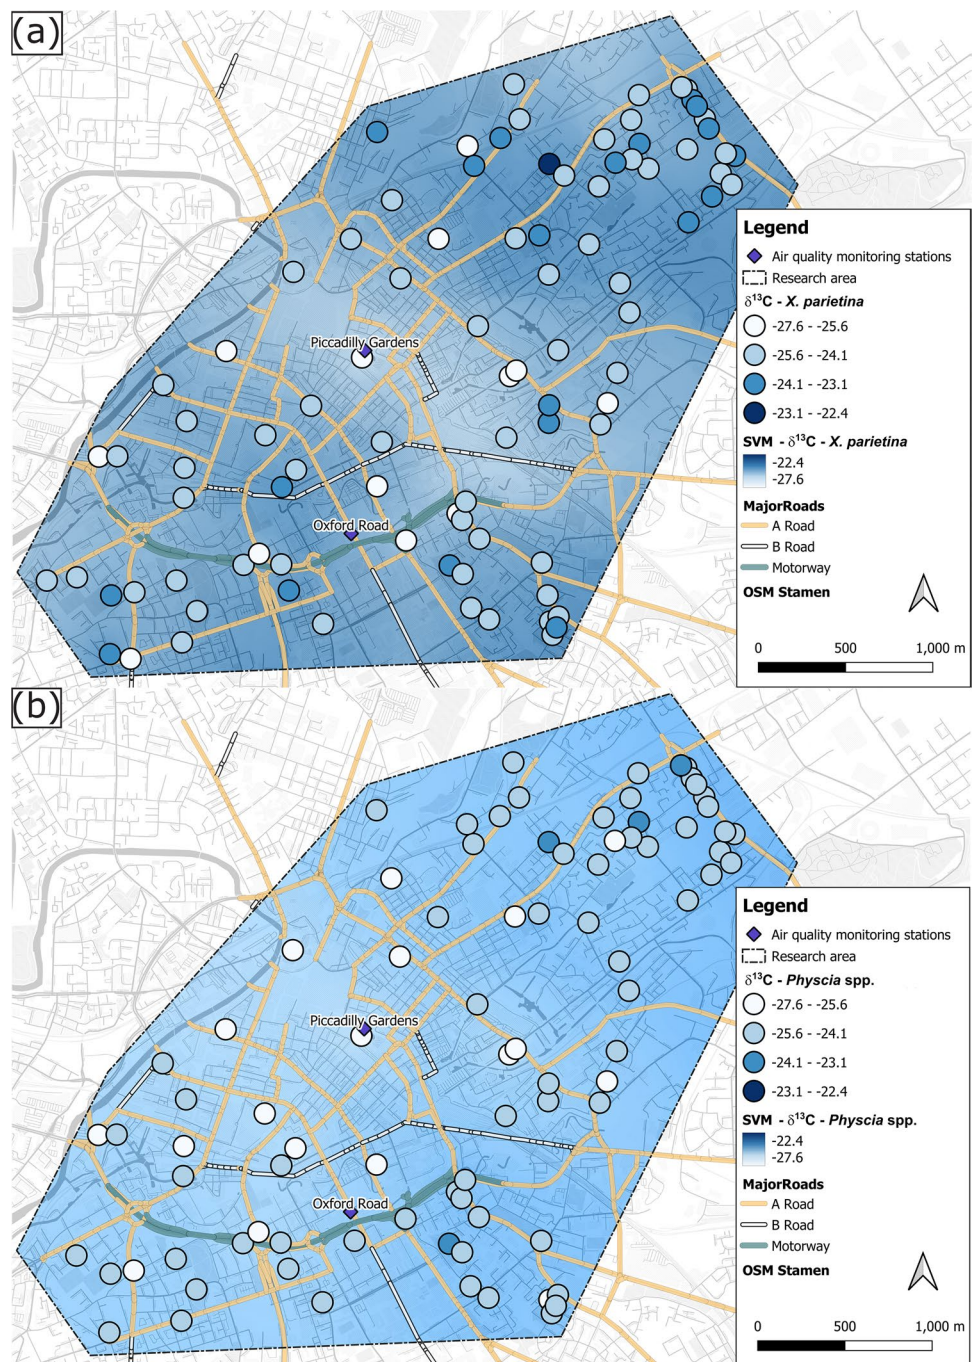 (a)
Piccadilly Gardens
Oxford Road
Legend
Air quality monitoring stations
Research area
δ¹³C - X. parietina
-27.6 - -25.6
-25.6 - -24.1
-24.1 - -23.1
-23.1 - -22.4
SVM - δ¹³C - X. parietina
-22.4
-27.6
MajorRoads
A Road
B Road
Motorway
OSM Stamen
0 500 1,000 m
(b)
Piccadilly Gardens
Oxford Road
Legend
Air quality monitoring stations
Research area
δ¹³C - Physcia spp.
-27.6 - -25.6
-25.6 - -24.1
-24.1 - -23.1
-23.1 - -22.4
SVM - δ¹³C - Physcia spp.
-22.4
-27.6
MajorRoads
A Road
B Road
Motorway
OSM Stamen
0 500 1,000 m